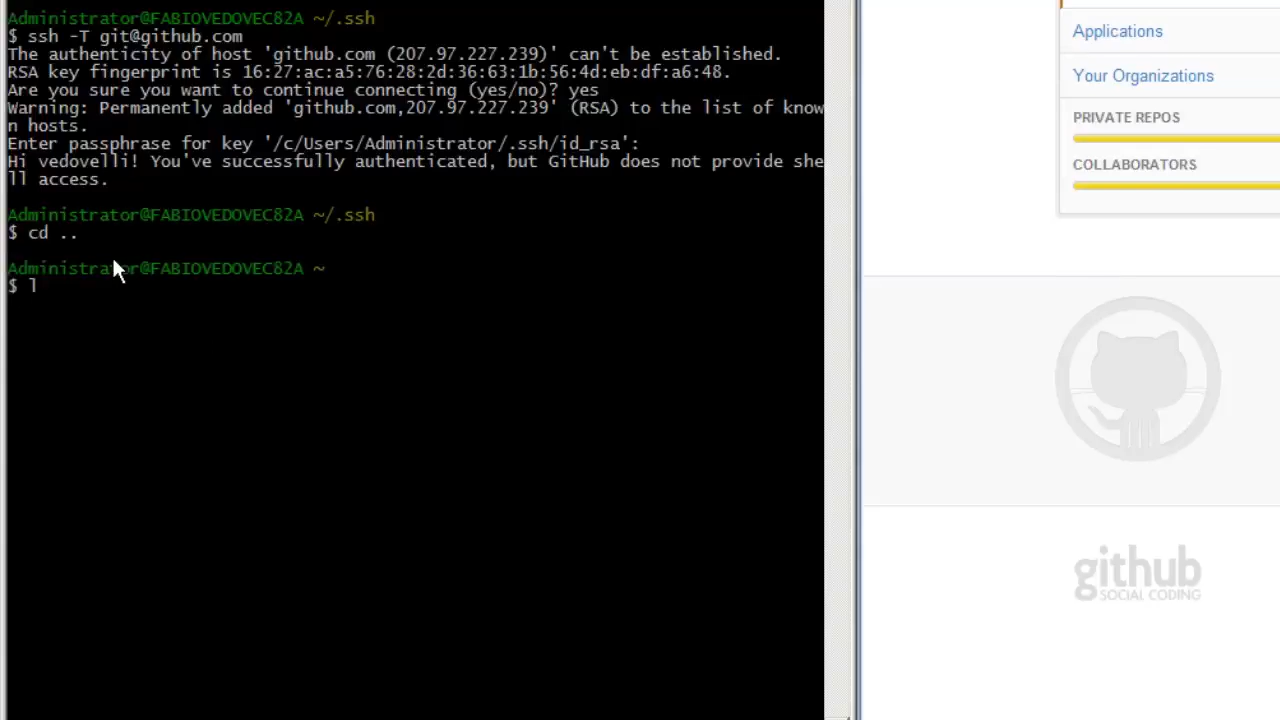 Administrator@FABIOVEDOVEC82A ~/.ssh
$ ssh -T git@github.com
The authenticity of host 'github.com (207.97.227.239)' can't be established.
RSA key fingerprint is 16:27:ac:a5:76:28:2d:36:63:1b:56:4d:eb:df:a6:48.
Are you sure you want to continue connecting (yes/no)? yes
Warning: Permanently added 'github.com,207.97.227.239' (RSA) to the list of know
n hosts.
Enter passphrase for key '/c/Users/Administrator/.ssh/id_rsa':
Hi vedovelli! You've successfully authenticated, but GitHub does not provide she
ll access.
Administrator@FABIOVEDOVEC82A ~/.ssh
$ cd ..
Administrator@FABIOVEDOVEC82A ~
$ l
Applications
Your Organizations
PRIVATE REPOS
COLLABORATORS
github
SOCIAL CODING